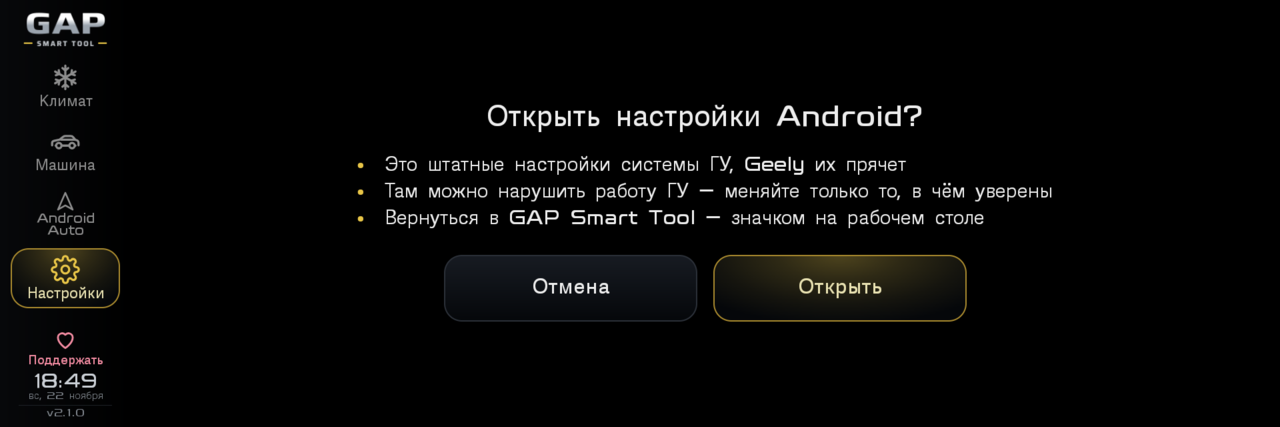 GAP
SMART TOOL
Климат
Машина
Android
Auto
Настройки
Поддержать
18:49
вс, 22 ноября
v2.1.0
Открыть настройки Android?
• Это штатные настройки системы ГУ, Geely их прячет
• Там можно нарушить работу ГУ — меняйте только то, в чём уверены
• Вернуться в GAP Smart Tool — значком на рабочем столе
Отмена
Открыть